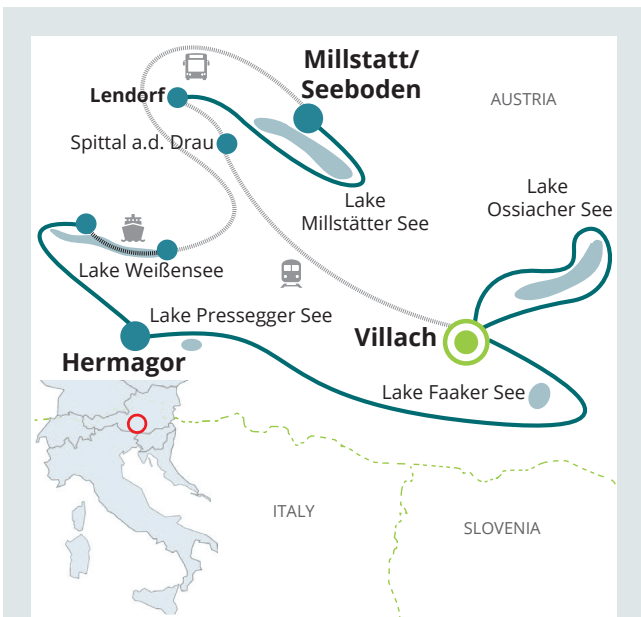 Millstatt/
Seeboden
AUSTRIA
Lendorf
Spittal a.d. Drau
Lake
Millstätter See
Lake
Ossiacher See
Lake Weißensee
Lake Pressegger See
Villach
Hermagor
Lake Faaker See
ITALY
SLOVENIA